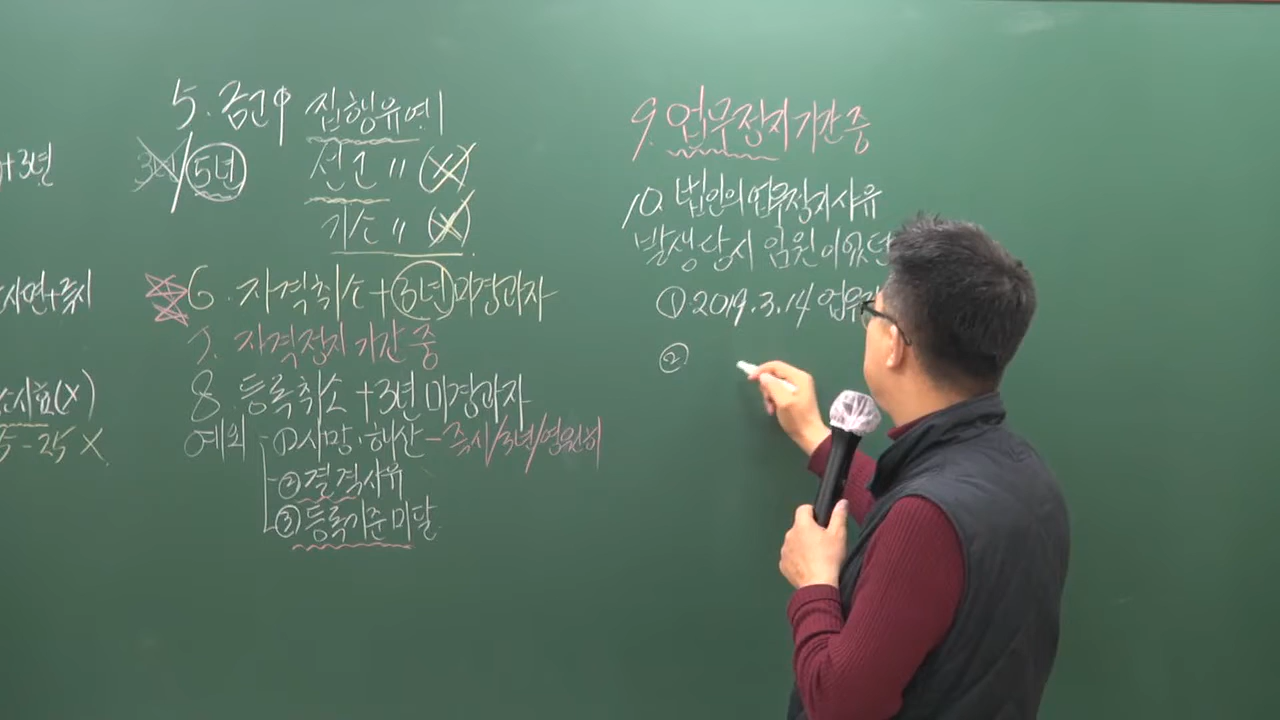 +3년
사면+즉시
시효(X)
5-25 X
5. 금고↑ 집행유예
3년/5년 선고 〃 (X)
기소 〃 (X)
6. 자격취소+3년 미경과자
7. 자격정지 기간 중
8. 등록취소 +3년 미경과자
예외 ①사망·해산-즉시/3년/영원히
②결격사유
③등록기준미달
9. 업무정지 기간 중
10. 법인의 업무정지사유
발생당시 임원이었던
① 2019.3.14 업무
②